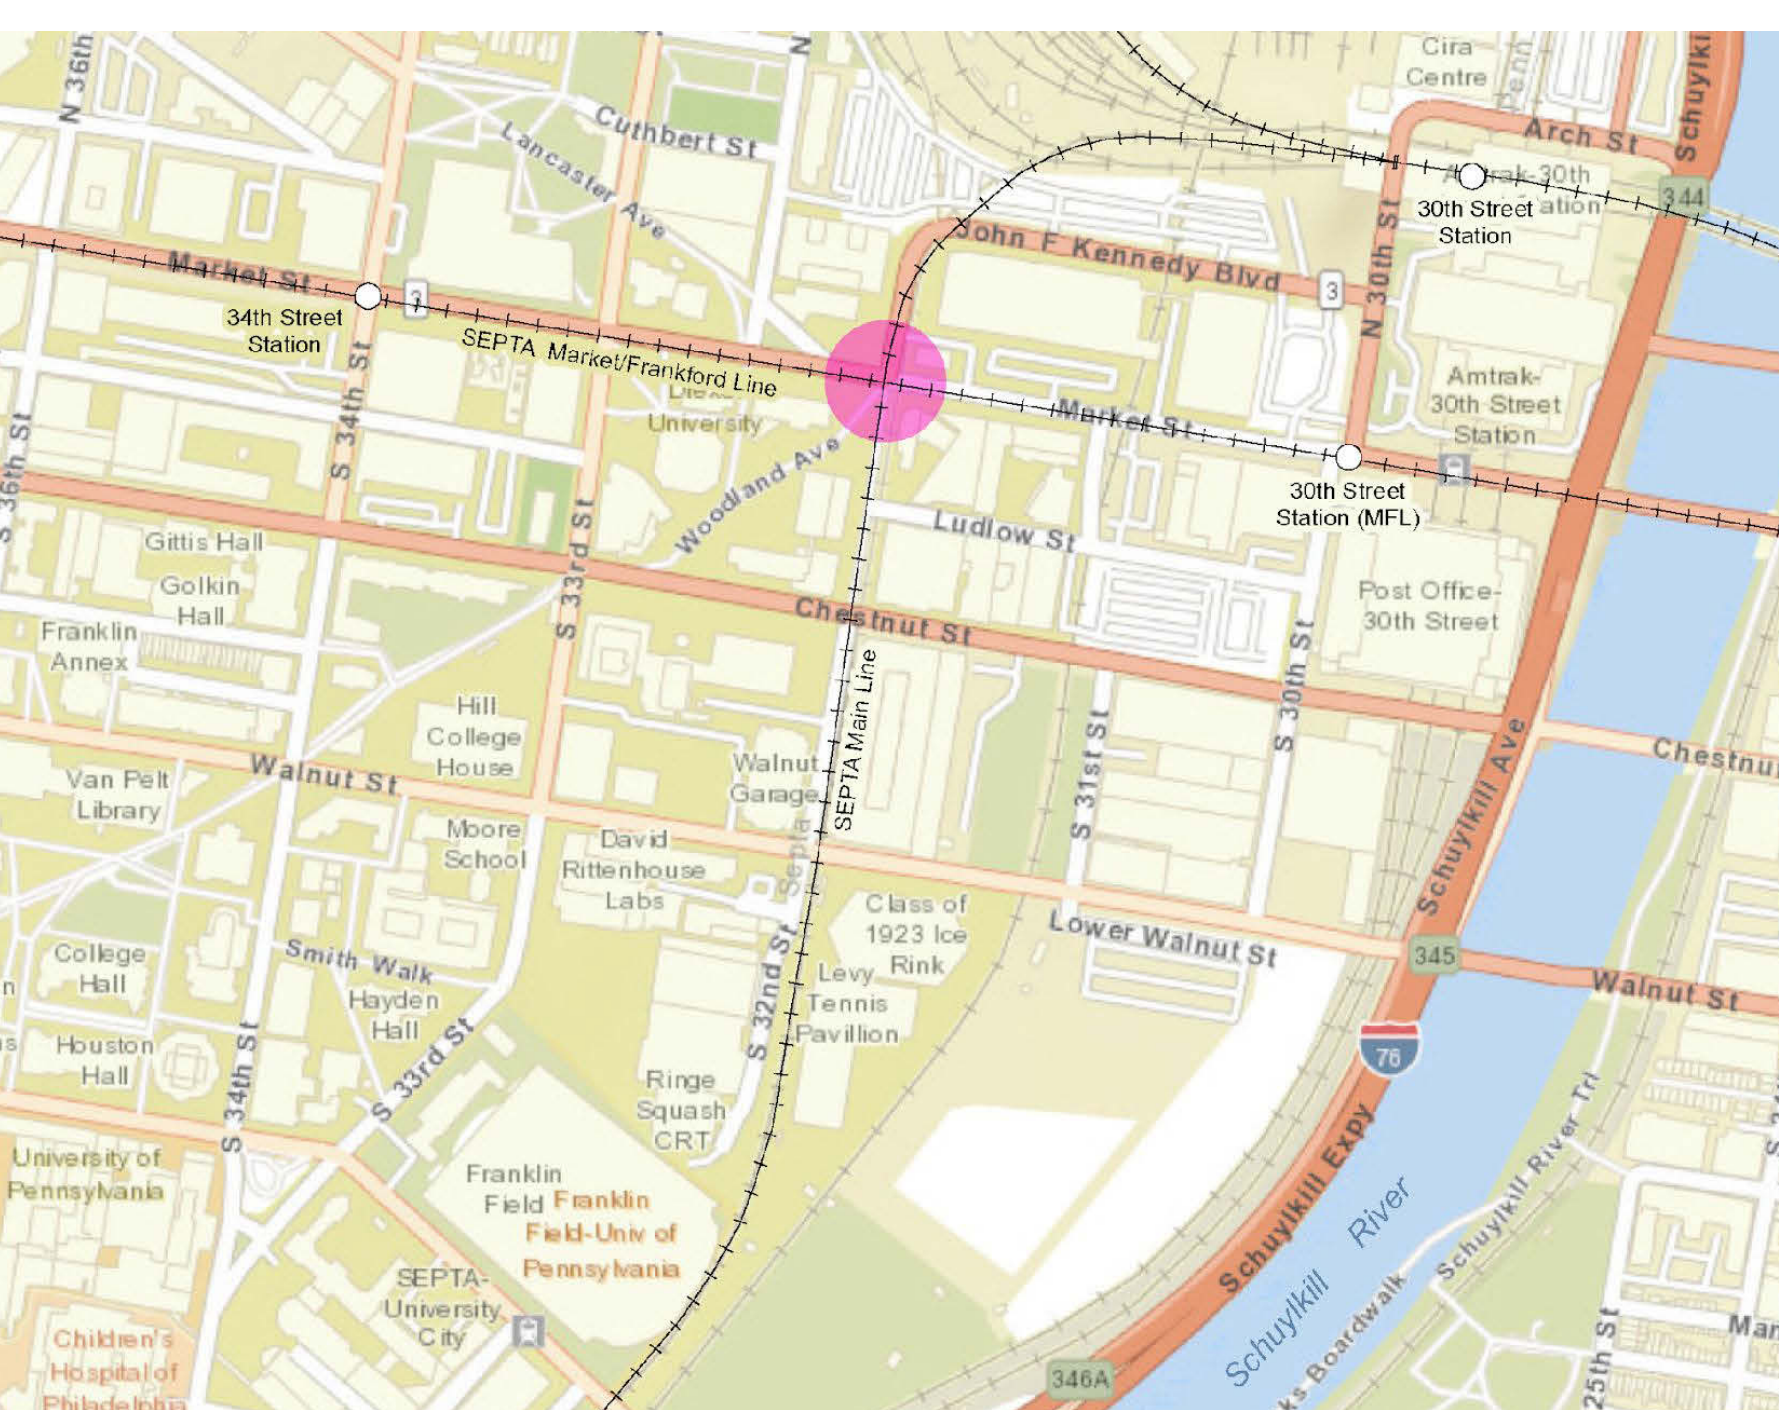 N 36th
N
Cira
Centre
Penn
Schuylki
Cuthbert St
Lancaster Ave
Arch St
344
30th Street
Station
John F Kennedy Blvd
3
N 30th St
Market St
3
34th Street
Station
SEPTA Market/Frankford Line
University
Market St
Amtrak-
30th Street
Station
30th Street
Station (MFL)
S 36th St
S 34th St
Woodland Ave
Ludlow St
S 33rd St
Gittis Hall
Golkin
Hall
Franklin
Annex
Chestnut St
Post Office-
30th Street
S 30th St
SEPTA Main Line
Hill
College
House
Walnut
Garage
S 31st St
Schuylkill Ave
Chestnu
Van Pelt
Library
Walnut St
Moore
School
David
Rittenhouse
Labs
Septa
Class of
1923 Ice
Rink
Lower Walnut St
345
Walnut St
College
Hall
n
Smith Walk
Hayden
Hall
S 32nd St
Levy
Tennis
Pavillion
76
s
Houston
Hall
S 34th St
S 33rd St
Ringe
Squash
CRT
University of
Pennsylvania
Franklin
Field
Franklin
Field-Univ of
Pennsylvania
Schuylkill Expy
Schuylkill River
Schuylkill River Trl
SEPTA-
University
City
Children's
Hospital of
Philadelphia
346A
ks Boardwalk
25th St
Man